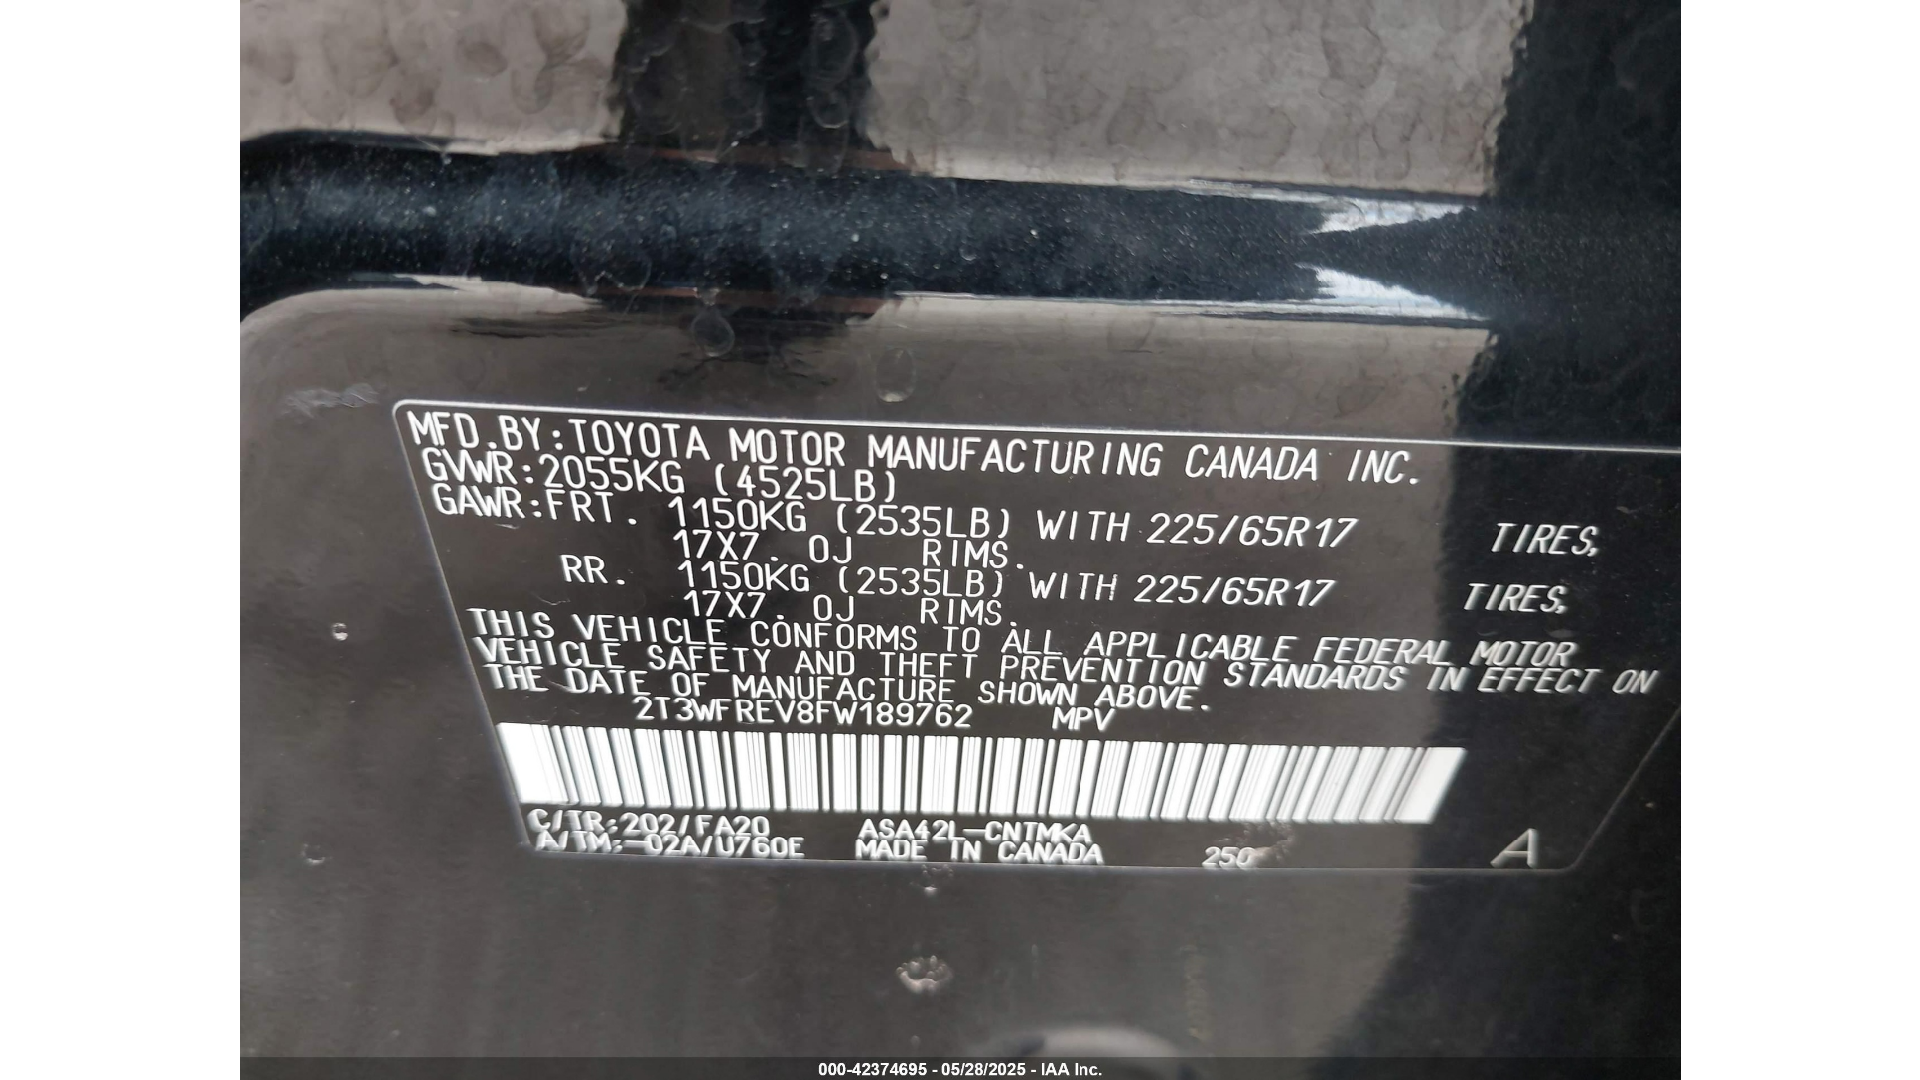 MFD.BY:TOYOTA MOTOR MANUFACTURING CANADA INC.
GVWR:2055KG (4525LB)
GAWR:FRT. 1150KG (2535LB) WITH 225/65R17 TIRES,
17X7.0J RIMS.
RR. 1150KG (2535LB) WITH 225/65R17 TIRES,
17X7.0J RIMS.
THIS VEHICLE CONFORMS TO ALL APPLICABLE FEDERAL MOTOR
VEHICLE SAFETY AND THEFT PREVENTION STANDARDS IN EFFECT ON
THE DATE OF MANUFACTURE SHOWN ABOVE.
2T3WFREV8FW189762 MPV
C/TR:202/FA20 ASA42L-CNTMKA
A/TM:-02A/U760E MADE IN CANADA 250 A
000-42374695 - 05/28/2025 - IAA Inc.